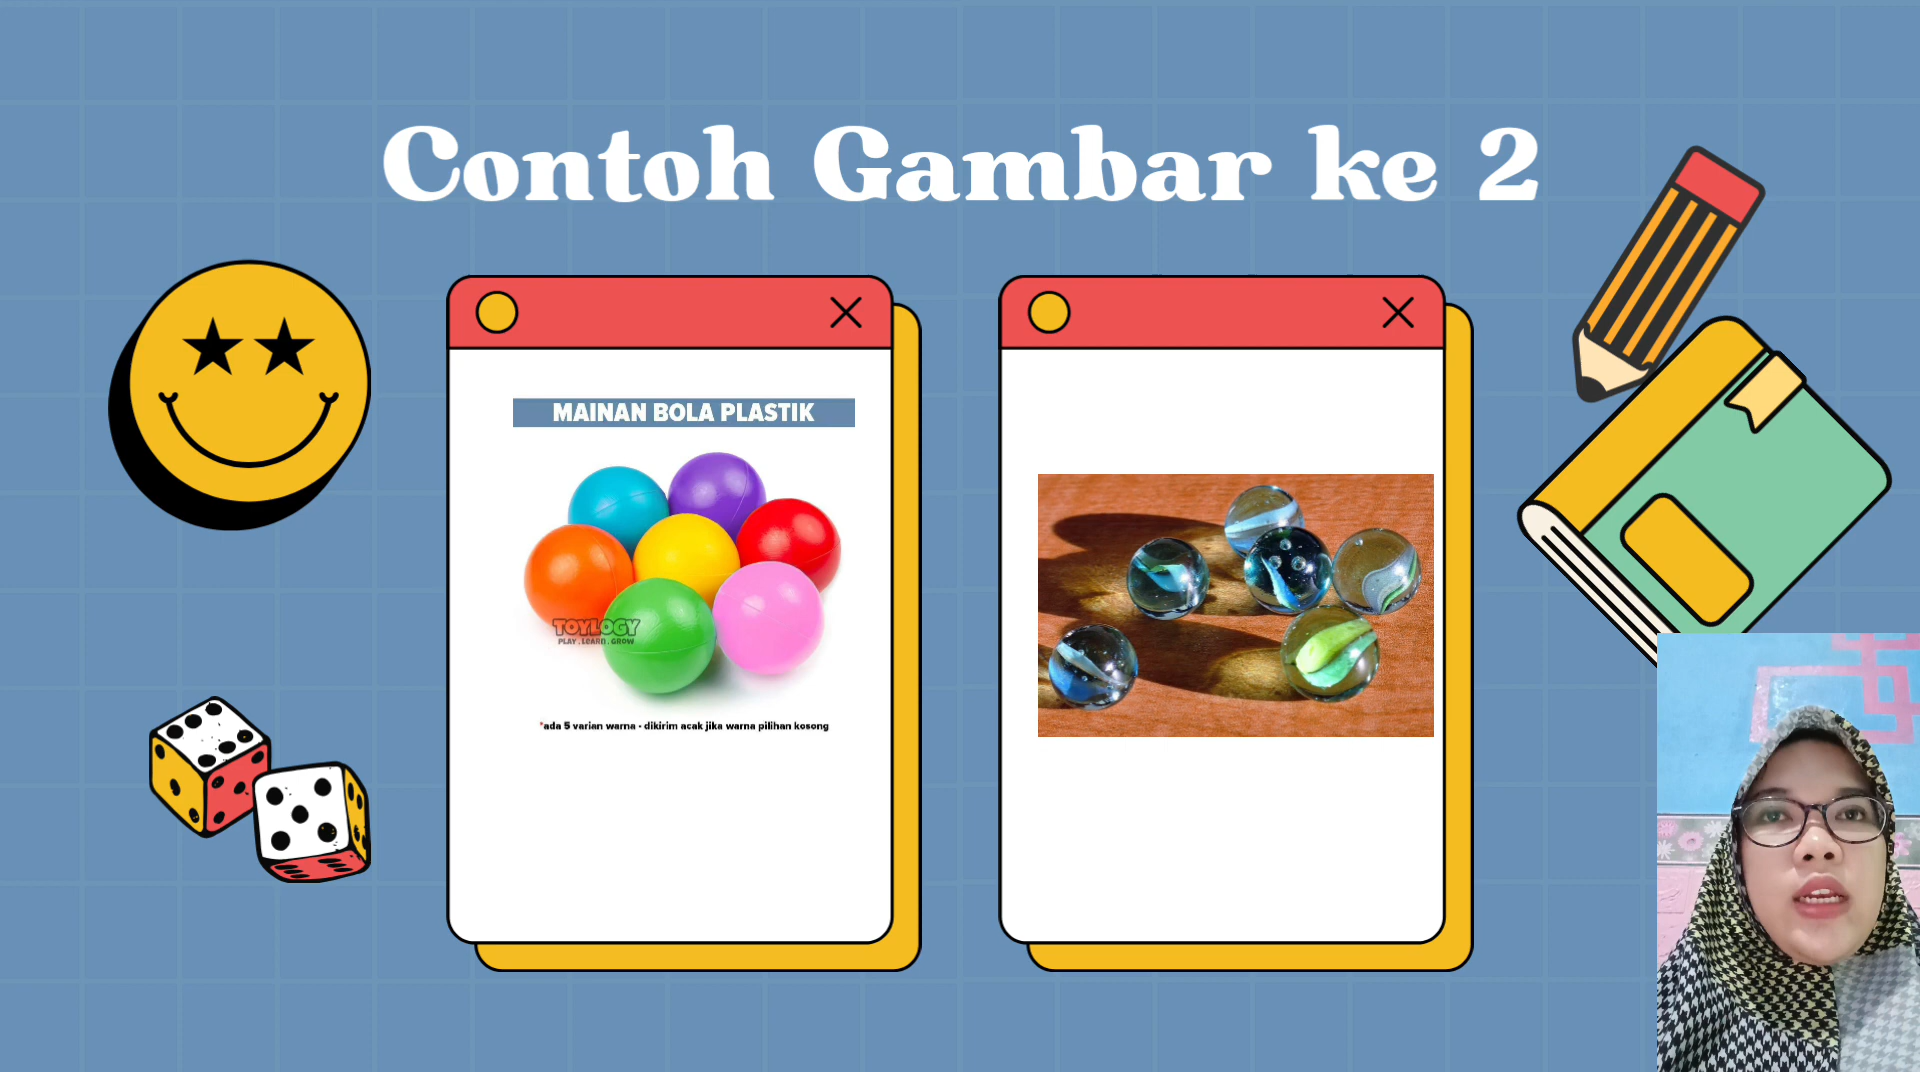 Contoh Gambar ke 2
MAINAN BOLA PLASTIK
TOYLOGY
PLAY . LEARN . GROW
*ada 5 varian warna - dikirim acak jika warna pilihan kosong